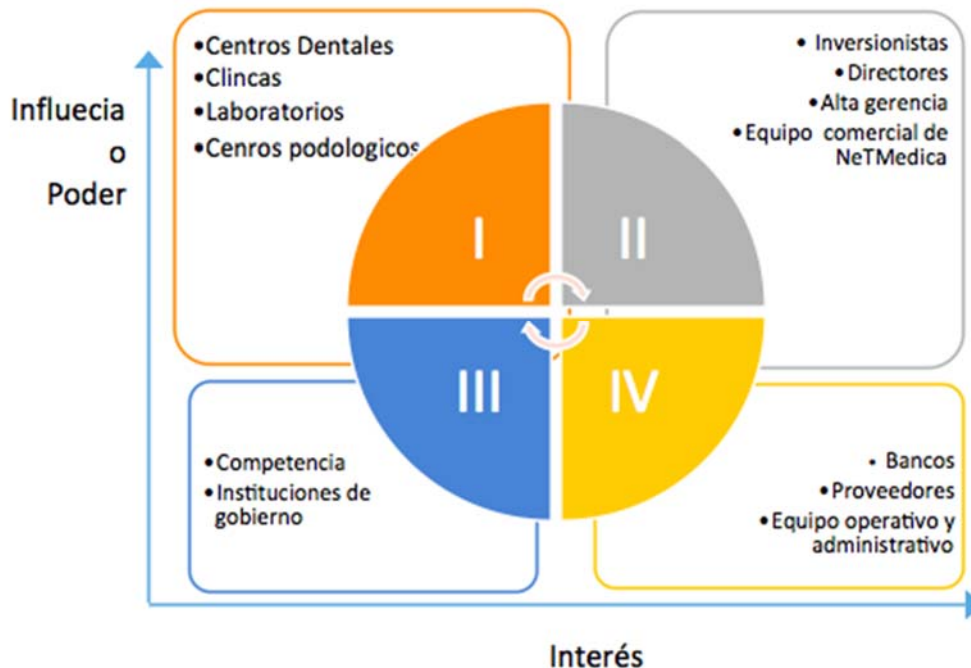 Influecia
o
Poder
•Centros Dentales
•Clincas
•Laboratorios
•Cenros podologicos
• Inversionistas
•Directores
•Alta gerencia
•Equipo comercial de
NeTMedica
I
II
III
IV
•Competencia
•Instituciones de
gobierno
• Bancos
•Proveedores
•Equipo operativo y
administrativo
Interés